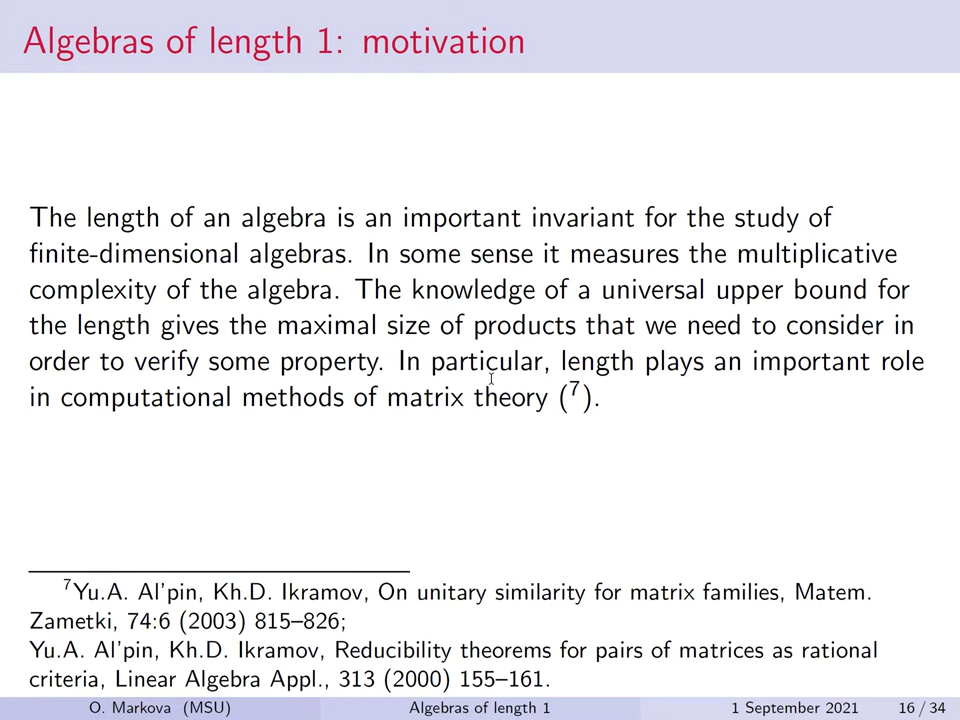 Algebras of length 1: motivation
The length of an algebra is an important invariant for the study of
finite-dimensional algebras. In some sense it measures the multiplicative
complexity of the algebra. The knowledge of a universal upper bound for
the length gives the maximal size of products that we need to consider in
order to verify some property. In particular, length plays an important role
in computational methods of matrix theory (⁷).
⁷Yu.A. Al'pin, Kh.D. Ikramov, On unitary similarity for matrix families, Matem.
Zametki, 74:6 (2003) 815–826;
Yu.A. Al'pin, Kh.D. Ikramov, Reducibility theorems for pairs of matrices as rational
criteria, Linear Algebra Appl., 313 (2000) 155–161.
O. Markova (MSU) Algebras of length 1 1 September 2021 16 / 34